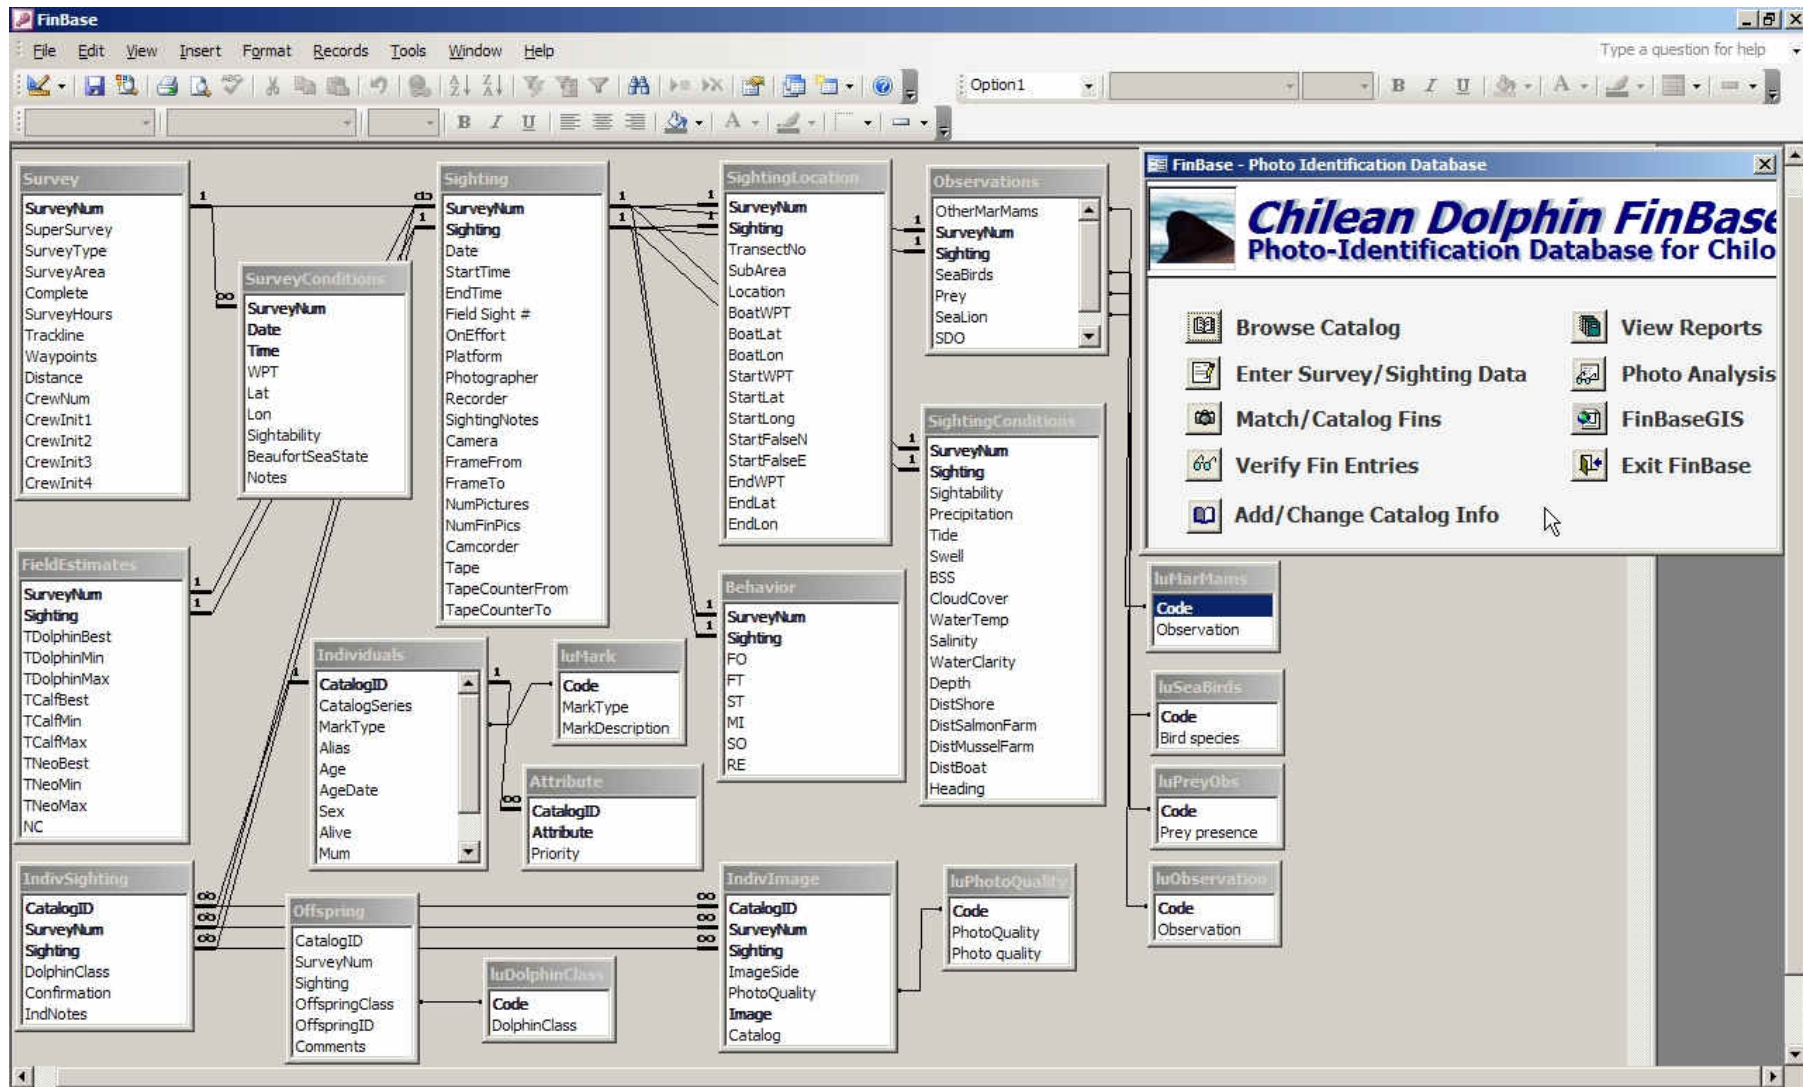 FinBase
File Edit View Insert Format Records Tools Window Help
Type a question for help
Option1
B I U
A
B I U
A
Survey
SurveyNum
SuperSurvey
SurveyType
SurveyArea
Complete
SurveyHours
Trackline
Waypoints
Distance
CrewNum
CrewInit1
CrewInit2
CrewInit3
CrewInit4
SurveyConditions
SurveyNum
Date
Time
WPT
Lat
Lon
Sightability
BeaufortSeaState
Notes
Sighting
SurveyNum
Sighting
Date
StartTime
EndTime
Field Sight #
OnEffort
Platform
Photographer
Recorder
SightingNotes
Camera
FrameFrom
FrameTo
NumPictures
NumFinPics
Camcorder
Tape
TapeCounterFrom
TapeCounterTo
SightingLocation
SurveyNum
Sighting
TransectNo
SubArea
Location
BoatWPT
BoatLat
BoatLon
StartWPT
StartLat
StartLong
StartFalseN
StartFalseE
EndWPT
EndLat
EndLon
Observations
OtherMarMams
SurveyNum
Sighting
SeaBirds
Prey
SeaLion
SDO
FinBase - Photo Identification Database
Chilean Dolphin FinBase
Photo-Identification Database for Chilo
Browse Catalog
Enter Survey/Sighting Data
Match/Catalog Fins
Verify Fin Entries
Add/Change Catalog Info
View Reports
Photo Analysis
FinBaseGIS
Exit FinBase
SightingConditions
SurveyNum
Sighting
Sightability
Precipitation
Tide
Swell
BSS
CloudCover
WaterTemp
Salinity
WaterClarity
Depth
DistShore
DistSalmonFarm
DistMusselFarm
DistBoat
Heading
FieldEstimates
SurveyNum
Sighting
TDolphinBest
TDolphinMin
TDolphinMax
TCalfBest
TCalfMin
TCalfMax
TNeoBest
TNeoMin
TNeoMax
NC
Individuals
CatalogID
CatalogSeries
MarkType
Alias
Age
AgeDate
Sex
Alive
Mum
luMark
Code
MarkType
MarkDescription
Attribute
CatalogID
Attribute
Priority
Behavior
SurveyNum
Sighting
FO
FT
ST
MI
SO
RE
luMarMams
Code
Observation
luSeaBirds
Code
Bird species
luPreyObs
Code
Prey presence
luObservation
Code
Observation
IndivSighting
CatalogID
SurveyNum
Sighting
DolphinClass
Confirmation
IndNotes
Offspring
CatalogID
SurveyNum
Sighting
OffspringClass
OffspringID
Comments
luDolphinClass
Code
DolphinClass
IndivImage
CatalogID
SurveyNum
Sighting
ImageSide
PhotoQuality
Image
Catalog
luPhotoQuality
Code
PhotoQuality
Photo quality